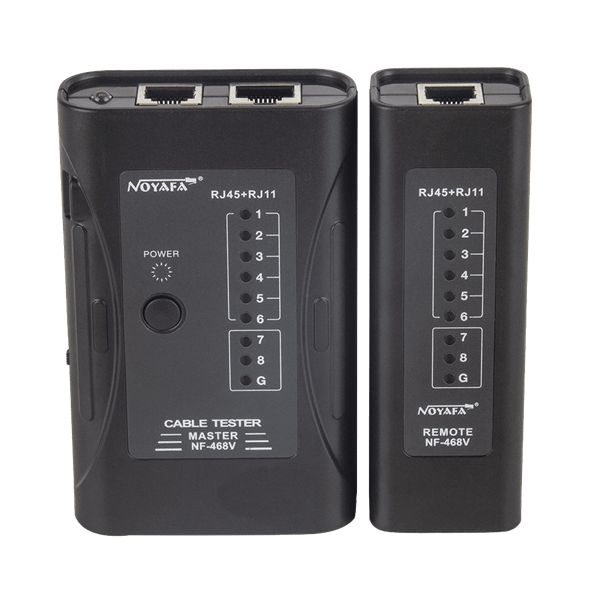 NOYAFA®
RJ45+RJ11
POWER
1
2
3
4
5
6
7
8
G
CABLE TESTER
MASTER
NF-468V
RJ45+RJ11
1
2
3
4
5
6
7
8
G
NOYAFA®
REMOTE
NF-468V